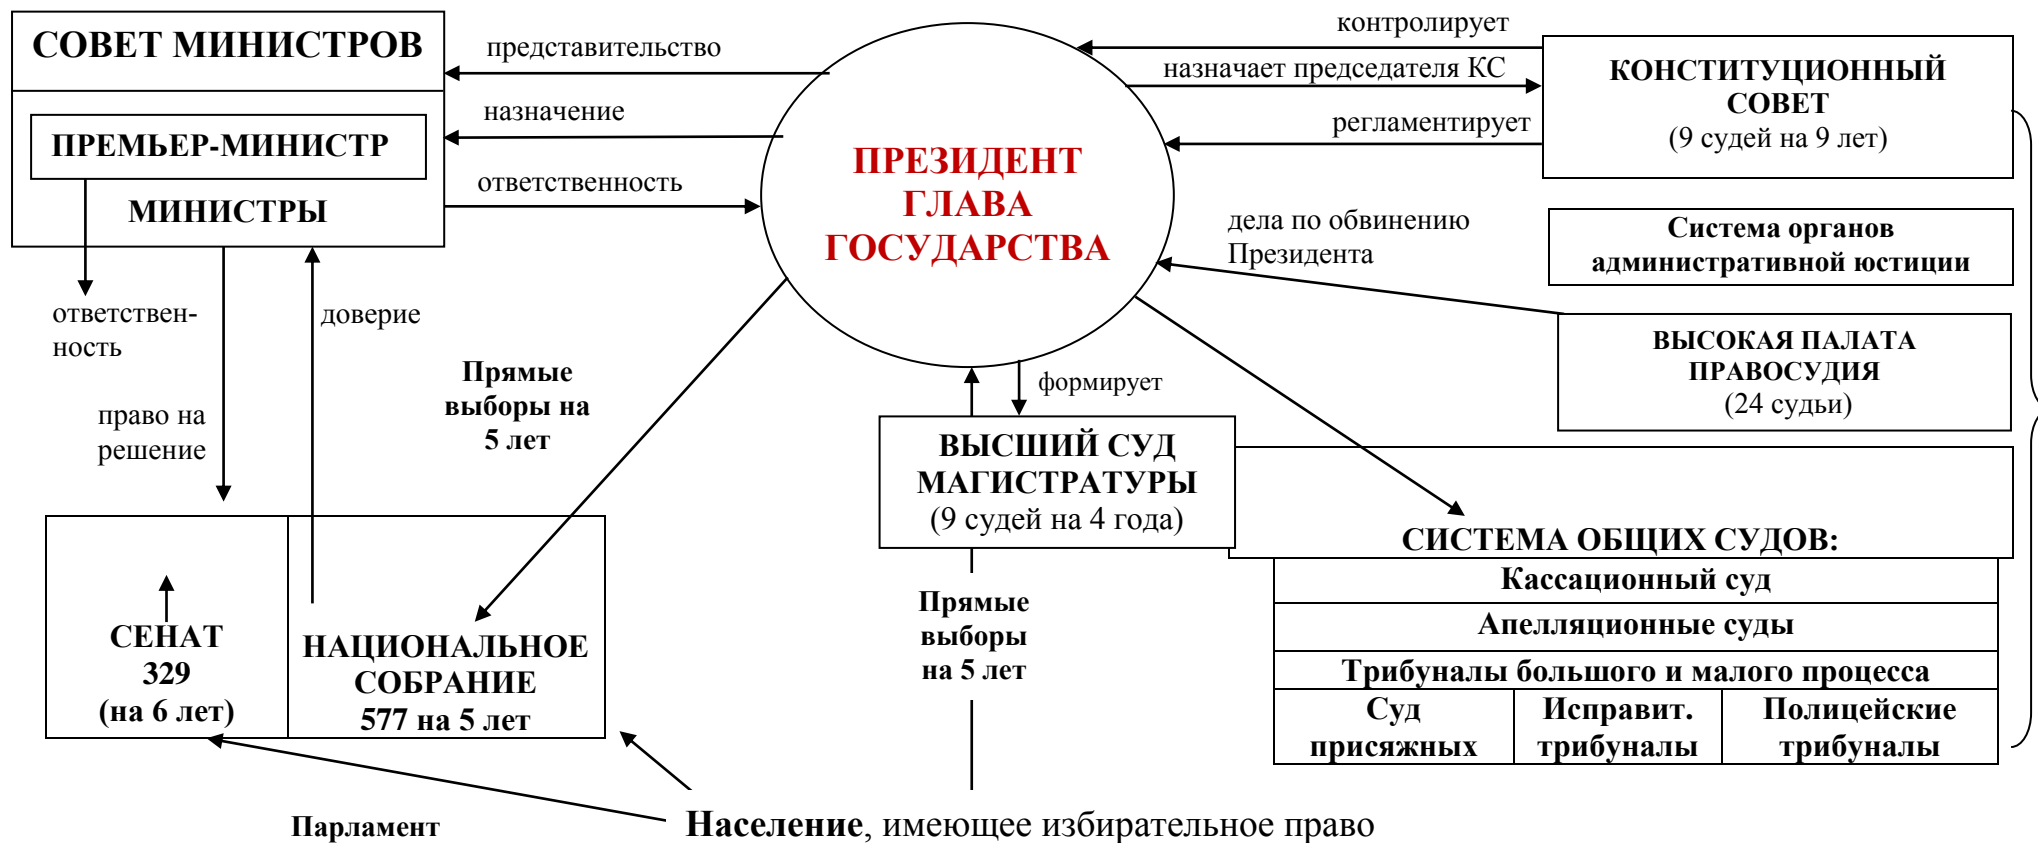 СОВЕТ МИНИСТРОВ
ПРЕМЬЕР-МИНИСТР
МИНИСТРЫ
представительство
назначение
ответственность
ПРЕЗИДЕНТ
ГЛАВА
ГОСУДАРСТВА
контролирует
назначает председателя КС
регламентирует
КОНСТИТУЦИОННЫЙ
СОВЕТ
(9 судей на 9 лет)
дела по обвинению
Президента
Система органов
административной юстиции
ВЫСОКАЯ ПАЛАТА
ПРАВОСУДИЯ
(24 судьи)
ответствен-
ность
доверие
право на
решение
Прямые
выборы на
5 лет
формирует
ВЫСШИЙ СУД
МАГИСТРАТУРЫ
(9 судей на 4 года)
СИСТЕМА ОБЩИХ СУДОВ:
Кассационный суд
Апелляционные суды
Трибуналы большого и малого процесса
Суд
присяжных
Исправит.
трибуналы
Полицейские
трибуналы
СЕНАТ
329
(на 6 лет)
НАЦИОНАЛЬНОЕ
СОБРАНИЕ
577 на 5 лет
Прямые
выборы
на 5 лет
Парламент
Население, имеющее избирательное право